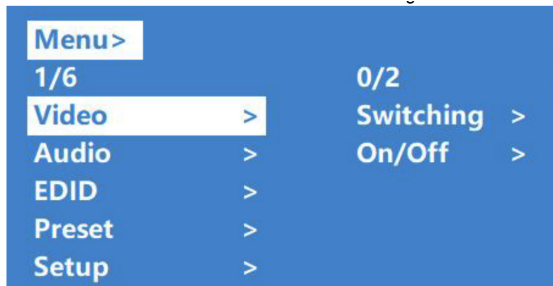 Menu>
1/6 0/2
Video > Switching >
Audio > On/Off >
EDID >
Preset >
Setup >